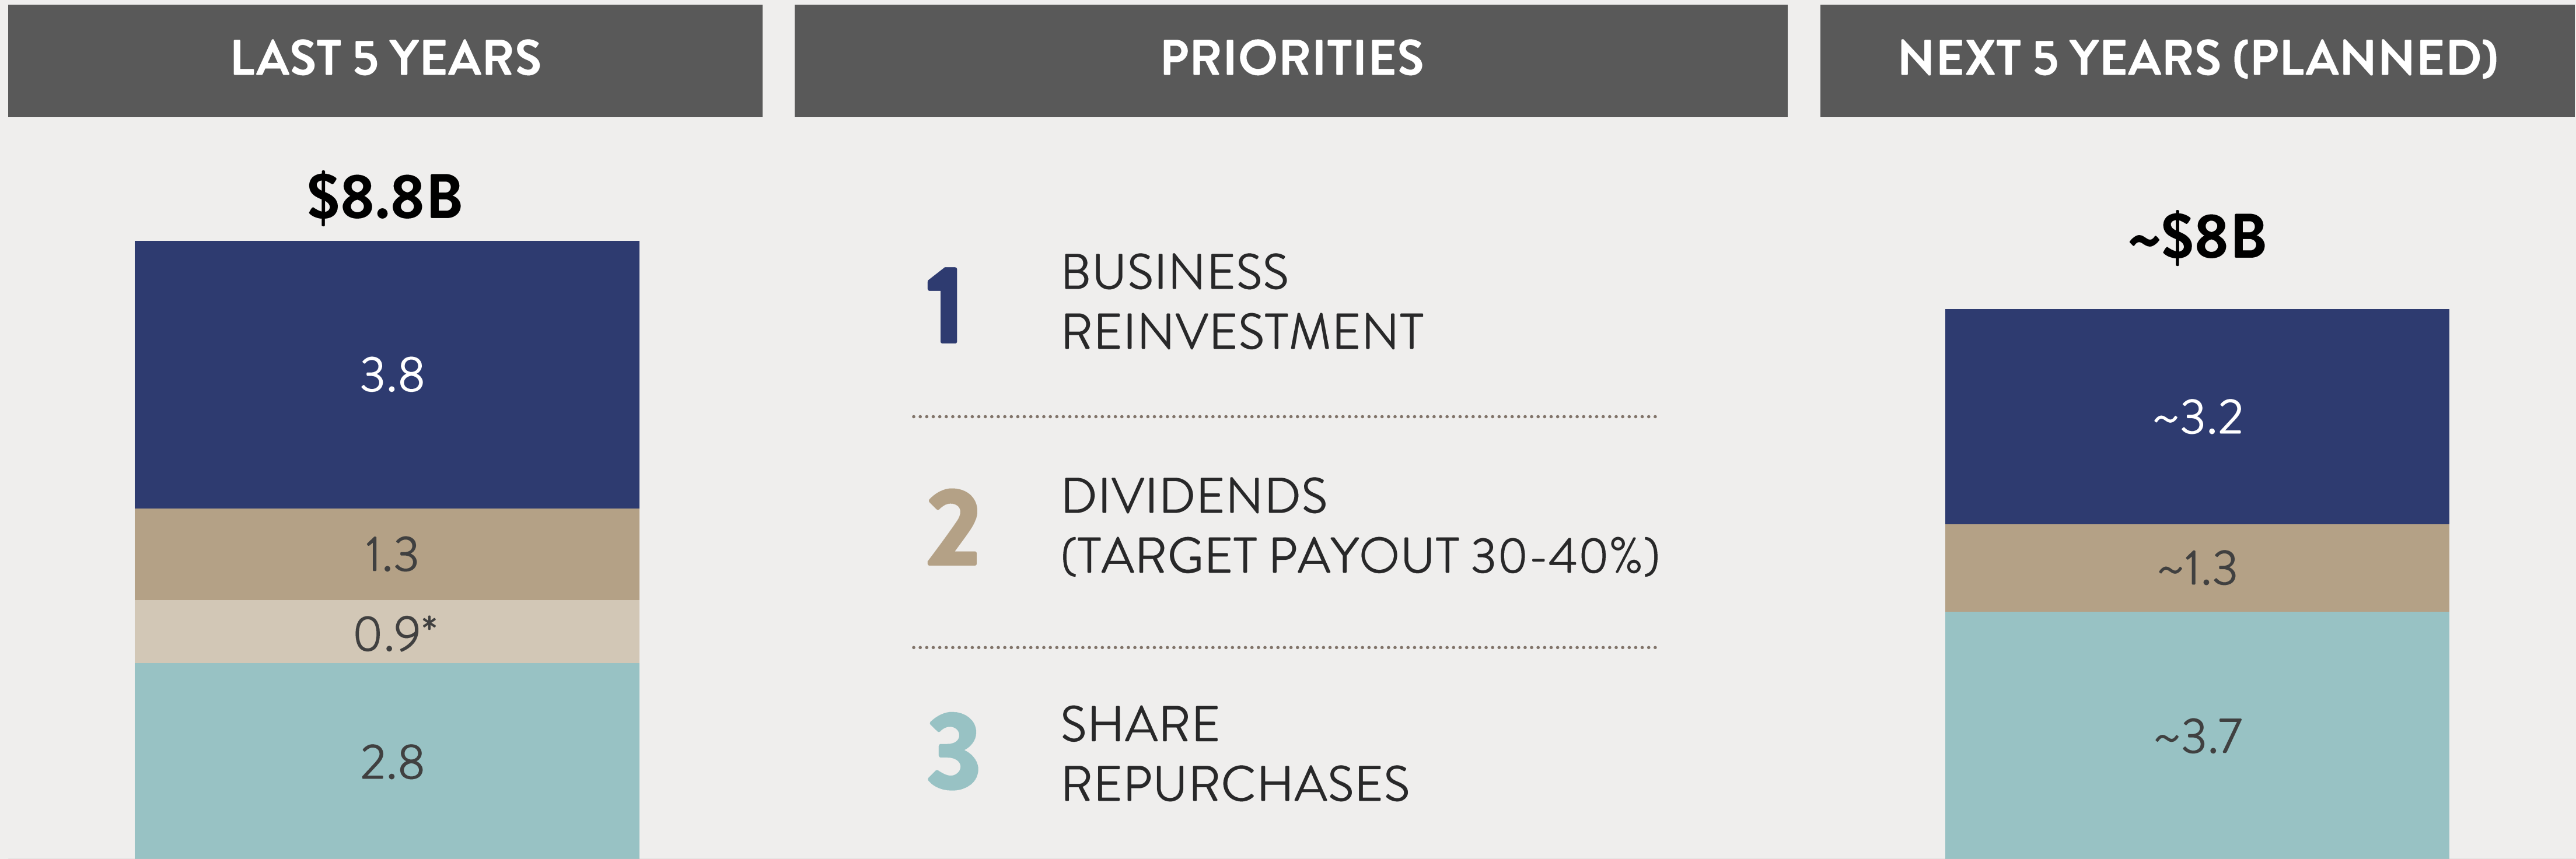 LAST 5 YEARS
$8.8B
3.8
1.3
0.9*
2.8
PRIORITIES
1 BUSINESS
REINVESTMENT
2 DIVIDENDS
(TARGET PAYOUT 30-40%)
3 SHARE
REPURCHASES
NEXT 5 YEARS (PLANNED)
~$8B
~3.2
~1.3
~3.7